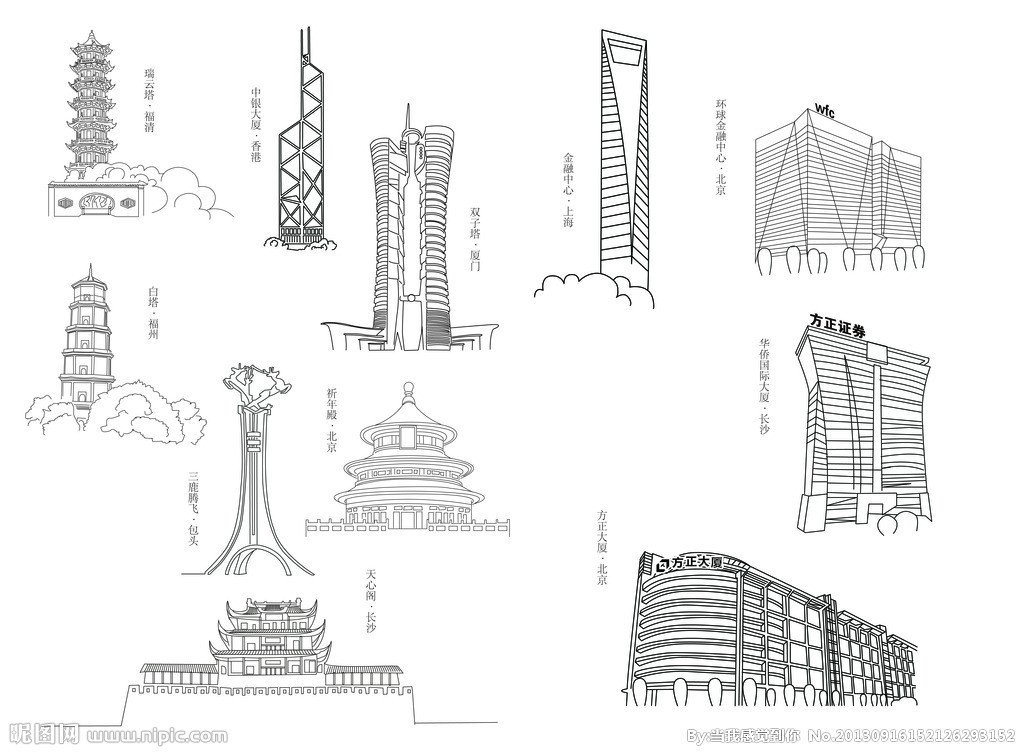 瑞云塔·福清
中银大厦·香港
双子塔·厦门
金融中心·上海
环球金融中心·北京
wfc
白塔·福州
祈年殿·北京
三鹿腾飞·包头
天心阁·长沙
方正证券
华侨国际大厦·长沙
方正大厦·北京
方正大厦
昵图网 www.nipic.com
By:当我感觉到你 No.20130916152126293152